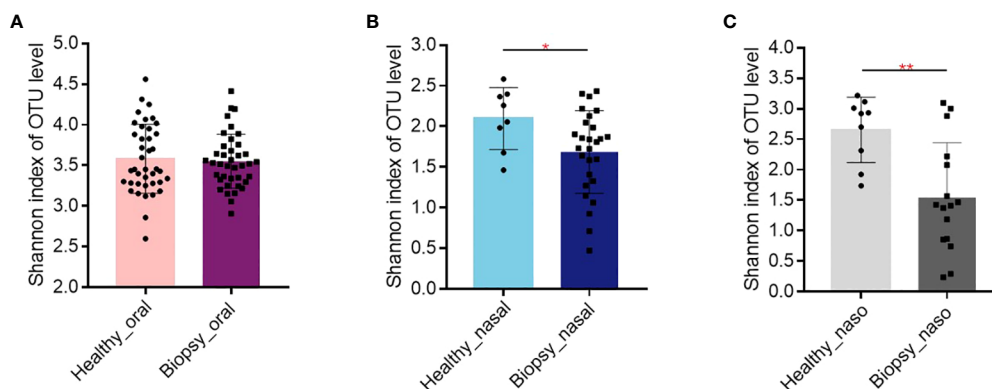 A
Shannon index of OTU level
5.0
4.5
4.0
3.5
3.0
2.5
2.0
Healthy_oral
Biopsy_oral
B
Shannon index of OTU level
3.0
2.5
2.0
1.5
1.0
0.5
0.0
*
Healthy_nasal
Biopsy_nasal
C
Shannon index of OTU level
4.0
3.5
3.0
2.5
2.0
1.5
1.0
0.5
0.0
**
Healthy_naso
Biopsy_naso